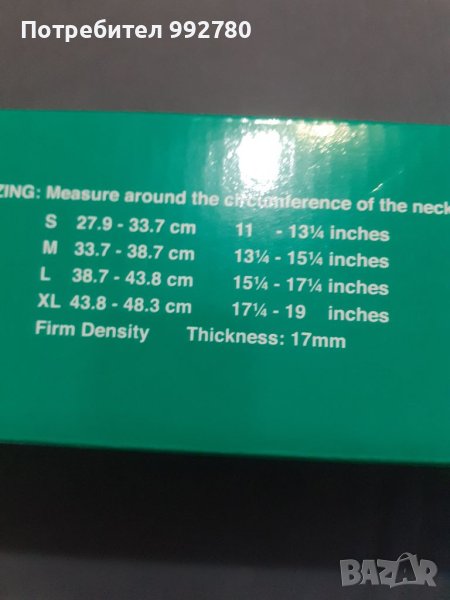 Потребител 992780
ZING: Measure around the circumference of the neck
S 27.9 - 33.7 cm 11 - 13¼ inches
M 33.7 - 38.7 cm 13¼ - 15¼ inches
L 38.7 - 43.8 cm 15¼ - 17¼ inches
XL 43.8 - 48.3 cm 17¼ - 19 inches
Firm Density Thickness: 17mm
BAZAR